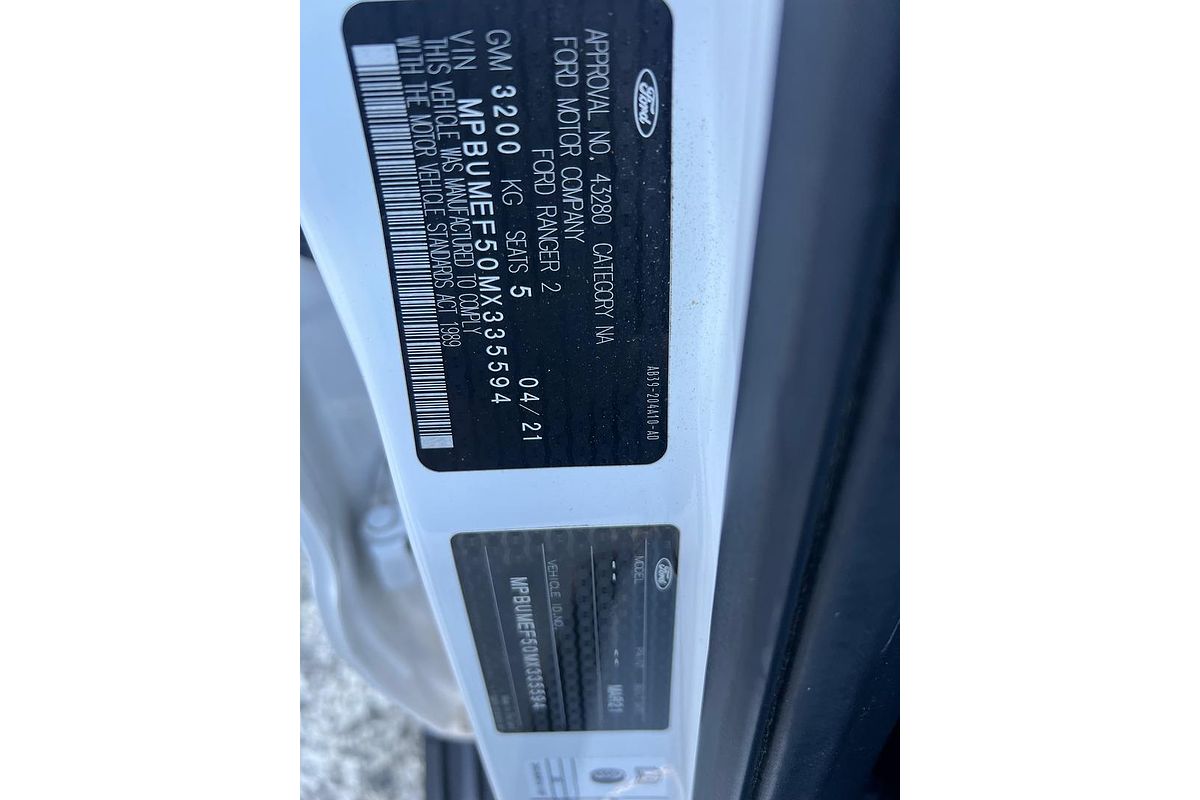 Ford
APPROVAL NO. 43280 CATEGORY NA
FORD MOTOR COMPANY
FORD RANGER 2
GVM 3200 KG SEATS 5 04/21
VIN MPBUMEF50MX335594
THIS VEHICLE WAS MANUFACTURED TO COMPLY
WITH THE MOTOR VEHICLE STANDARDS ACT 1989
AB39-204A10-AD
Ford
MODEL
MAR21
VEHICLE ID.NO.
MPBUMEF50MX335594